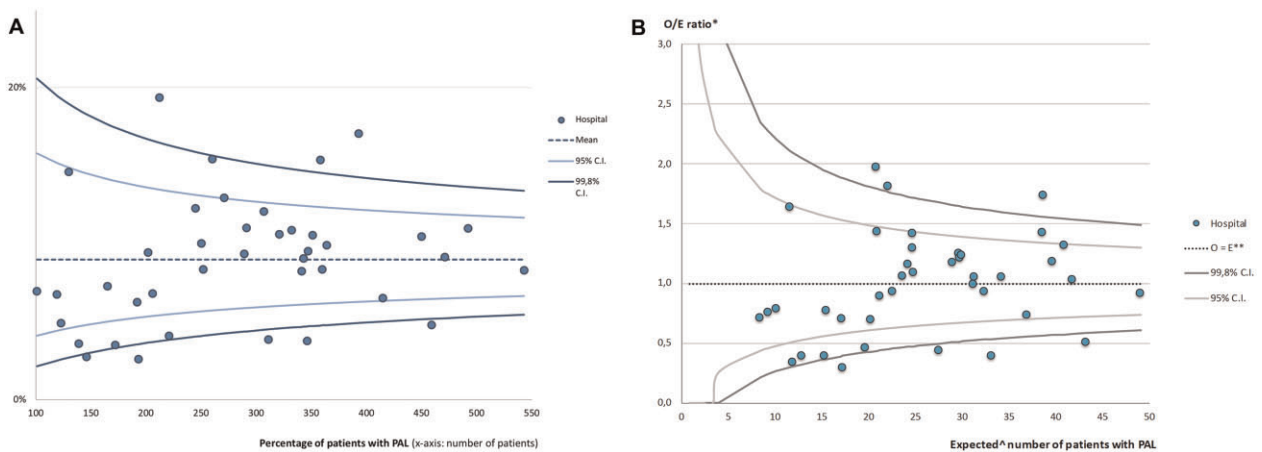 A
20%
0%
100 150 200 250 300 350 400 450 500 550
Percentage of patients with PAL (x-axis: number of patients)
Hospital
Mean
95% C.I.
99,8%
C.I.
B
O/E ratio*
3,0
2,5
2,0
1,5
1,0
0,5
0,0
0 5 10 15 20 25 30 35 40 45 50
Expected^ number of patients with PAL
Hospital
O = E**
99,8% C.I.
95% C.I.